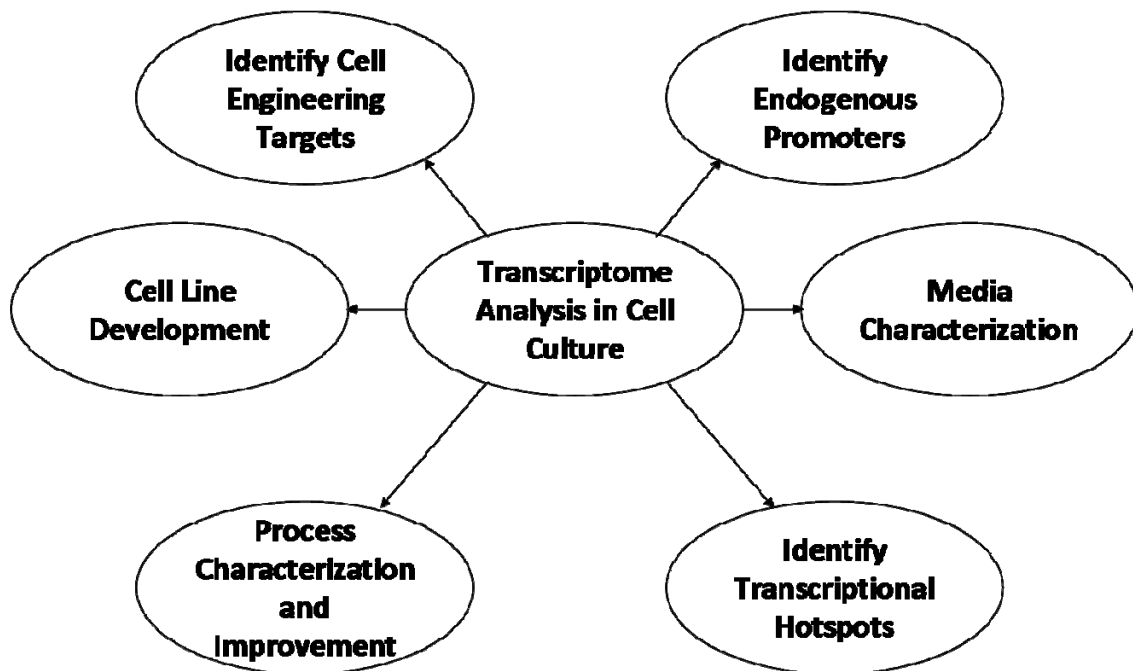 Identify Cell
Engineering
Targets
Identify
Endogenous
Promoters
Cell Line
Development
Transcriptome
Analysis in Cell
Culture
Media
Characterization
Process
Characterization
and
Improvement
Identify
Transcriptional
Hotspots